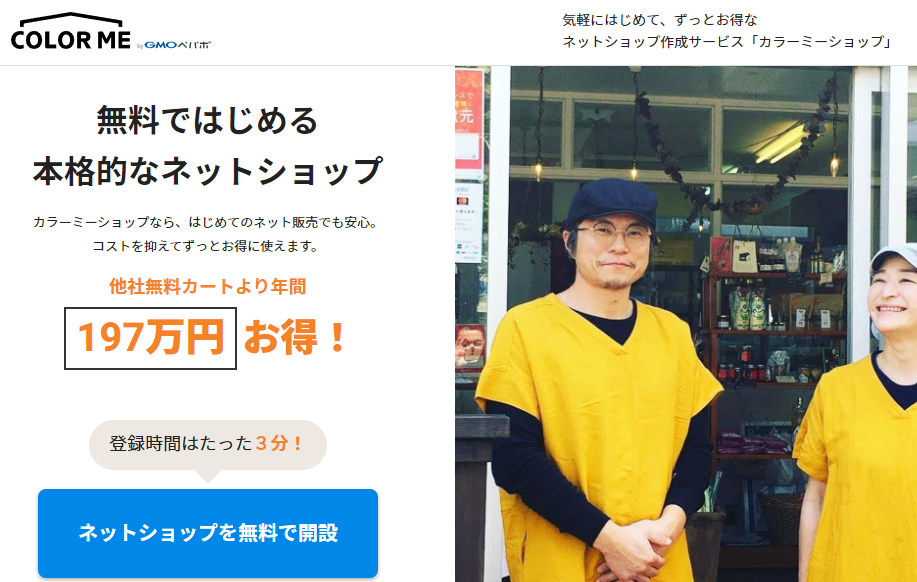 COLOR ME by GMOペパボ
気軽にはじめて、ずっとお得な
ネットショップ作成サービス「カラーミーショップ」
無料ではじめる
本格的なネットショップ
カラーミーショップなら、はじめてのネット販売でも安心。
コストを抑えてずっとお得に使えます。
他社無料カートより年間
197万円 お得！
登録時間はたった３分！
ネットショップを無料で開設